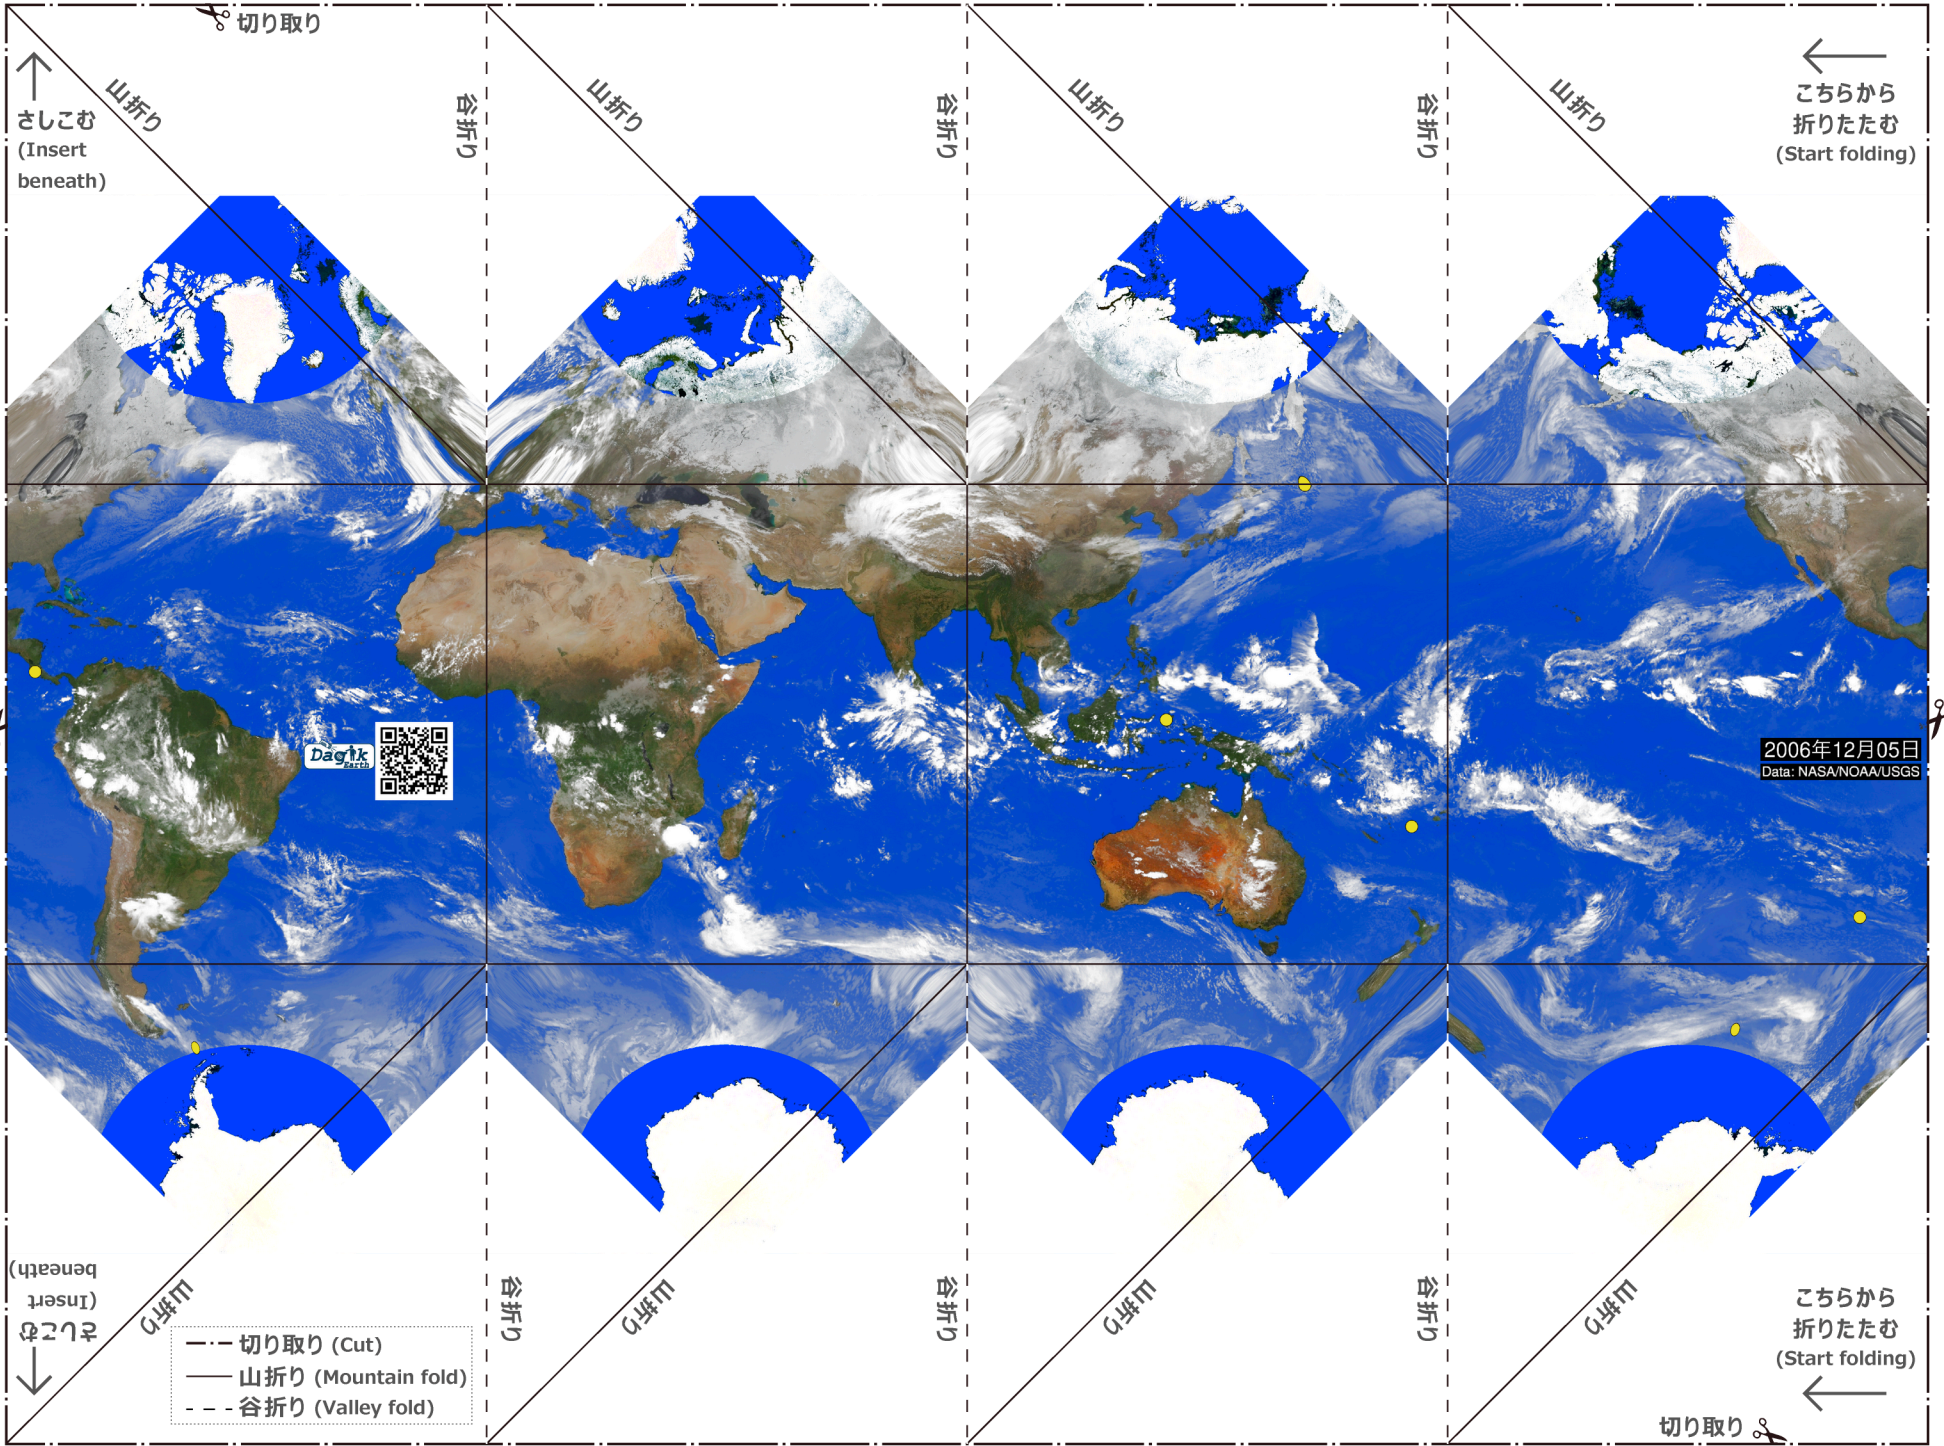 切り取り
さしこむ
(Insert
beneath)
山折り
谷折り
山折り
谷折り
山折り
谷折り
山折り
こちらから
折りたたむ
(Start folding)
Dagik
Earth
2006年12月05日
Data: NASA/NOAA/USGS
さしこむ
(Insert
beneath)
山折り
谷折り
山折り
谷折り
山折り
谷折り
山折り
こちらから
折りたたむ
(Start folding)
切り取り (Cut)
山折り (Mountain fold)
谷折り (Valley fold)
切り取り